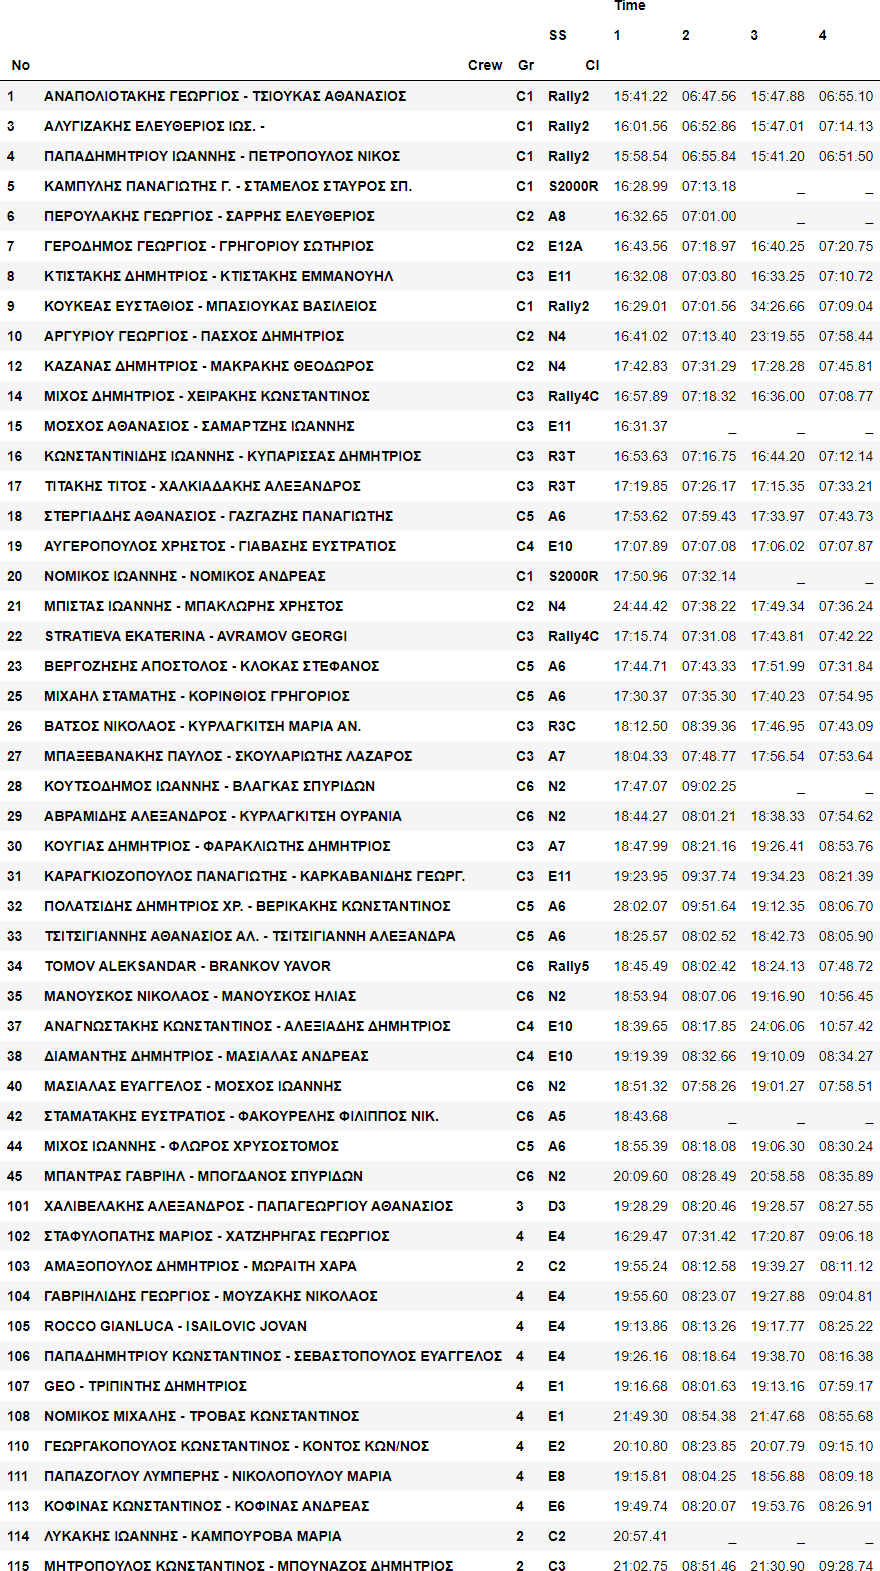 Time
SS 1 2 3 4
No Crew Gr Cl
1 ΑΝΑΠΟΛΙΟΤΑΚΗΣ ΓΕΩΡΓΙΟΣ - ΤΣΙΟΥΚΑΣ ΑΘΑΝΑΣΙΟΣ C1 Rally2 15:41.22 06:47.56 15:47.88 06:55.10
3 ΑΛΥΓΙΖΑΚΗΣ ΕΛΕΥΘΕΡΙΟΣ ΙΩΣ. - C1 Rally2 16:01.56 06:52.86 15:47.01 07:14.13
4 ΠΑΠΑΔΗΜΗΤΡΙΟΥ ΙΩΑΝΝΗΣ - ΠΕΤΡΟΠΟΥΛΟΣ ΝΙΚΟΣ C1 Rally2 15:58.54 06:55.84 15:41.20 06:51.50
5 ΚΑΜΠΥΛΗΣ ΠΑΝΑΓΙΩΤΗΣ Γ. - ΣΤΑΜΕΛΟΣ ΣΤΑΥΡΟΣ ΣΠ. C1 S2000R 16:28.99 07:13.18 _ _
6 ΠΕΡΟΥΛΑΚΗΣ ΓΕΩΡΓΙΟΣ - ΣΑΡΡΗΣ ΕΛΕΥΘΕΡΙΟΣ C2 A8 16:32.65 07:01.00 _ _
7 ΓΕΡΟΔΗΜΟΣ ΓΕΩΡΓΙΟΣ - ΓΡΗΓΟΡΙΟΥ ΣΩΤΗΡΙΟΣ C2 E12A 16:43.56 07:18.97 16:40.25 07:20.75
8 ΚΤΙΣΤΑΚΗΣ ΔΗΜΗΤΡΙΟΣ - ΚΤΙΣΤΑΚΗΣ ΕΜΜΑΝΟΥΗΛ C3 E11 16:32.08 07:03.80 16:33.25 07:10.72
9 ΚΟΥΚΕΑΣ ΕΥΣΤΑΘΙΟΣ - ΜΠΑΣΙΟΥΚΑΣ ΒΑΣΙΛΕΙΟΣ C1 Rally2 16:29.01 07:01.56 34:26.66 07:09.04
10 ΑΡΓΥΡΙΟΥ ΓΕΩΡΓΙΟΣ - ΠΑΣΧΟΣ ΔΗΜΗΤΡΙΟΣ C2 N4 16:41.02 07:13.40 23:19.55 07:58.44
12 ΚΑΖΑΝΑΣ ΔΗΜΗΤΡΙΟΣ - ΜΑΚΡΑΚΗΣ ΘΕΟΔΩΡΟΣ C2 N4 17:42.83 07:31.29 17:28.28 07:45.81
14 ΜΙΧΟΣ ΔΗΜΗΤΡΙΟΣ - ΧΕΙΡΑΚΗΣ ΚΩΝΣΤΑΝΤΙΝΟΣ C3 Rally4C 16:57.89 07:18.32 16:36.00 07:08.77
15 ΜΟΣΧΟΣ ΑΘΑΝΑΣΙΟΣ - ΣΑΜΑΡΤΖΗΣ ΙΩΑΝΝΗΣ C3 E11 16:31.37 _ _ _
16 ΚΩΝΣΤΑΝΤΙΝΙΔΗΣ ΙΩΑΝΝΗΣ - ΚΥΠΑΡΙΣΣΑΣ ΔΗΜΗΤΡΙΟΣ C3 R3T 16:53.63 07:16.75 16:44.20 07:12.14
17 ΤΙΤΑΚΗΣ ΤΙΤΟΣ - ΧΑΛΚΙΑΔΑΚΗΣ ΑΛΕΞΑΝΔΡΟΣ C3 R3T 17:19.85 07:26.17 17:15.35 07:33.21
18 ΣΤΕΡΓΙΑΔΗΣ ΑΘΑΝΑΣΙΟΣ - ΓΑΖΓΑΖΗΣ ΠΑΝΑΓΙΩΤΗΣ C5 A6 17:53.62 07:59.43 17:33.97 07:43.73
19 ΑΥΓΕΡΟΠΟΥΛΟΣ ΧΡΗΣΤΟΣ - ΓΙΑΒΑΣΗΣ ΕΥΣΤΡΑΤΙΟΣ C4 E10 17:07.89 07:07.08 17:06.02 07:07.87
20 ΝΟΜΙΚΟΣ ΙΩΑΝΝΗΣ - ΝΟΜΙΚΟΣ ΑΝΔΡΕΑΣ C1 S2000R 17:50.96 07:32.14 _ _
21 ΜΠΙΣΤΑΣ ΙΩΑΝΝΗΣ - ΜΠΑΚΛΩΡΗΣ ΧΡΗΣΤΟΣ C2 N4 24:44.42 07:38.22 17:49.34 07:36.24
22 STRATIEVA EKATERINA - AVRAMOV GEORGI C3 Rally4C 17:15.74 07:31.08 17:43.81 07:42.22
23 ΒΕΡΓΟΖΗΣΗΣ ΑΠΟΣΤΟΛΟΣ - ΚΛΟΚΑΣ ΣΤΕΦΑΝΟΣ C5 A6 17:44.71 07:43.33 17:51.99 07:31.84
25 ΜΙΧΑΗΛ ΣΤΑΜΑΤΗΣ - ΚΟΡΙΝΘΙΟΣ ΓΡΗΓΟΡΙΟΣ C5 A6 17:30.37 07:35.30 17:40.23 07:54.95
26 ΒΑΤΣΟΣ ΝΙΚΟΛΑΟΣ - ΚΥΡΛΑΓΚΙΤΣΗ ΜΑΡΙΑ ΑΝ. C3 R3C 18:12.50 08:39.36 17:46.95 07:43.09
27 ΜΠΑΞΕΒΑΝΑΚΗΣ ΠΑΥΛΟΣ - ΣΚΟΥΛΑΡΙΩΤΗΣ ΛΑΖΑΡΟΣ C3 A7 18:04.33 07:48.77 17:56.54 07:53.64
28 ΚΟΥΤΣΟΔΗΜΟΣ ΙΩΑΝΝΗΣ - ΒΛΑΓΚΑΣ ΣΠΥΡΙΔΩΝ C6 N2 17:47.07 09:02.25 _ _
29 ΑΒΡΑΜΙΔΗΣ ΑΛΕΞΑΝΔΡΟΣ - ΚΥΡΛΑΓΚΙΤΣΗ ΟΥΡΑΝΙΑ C6 N2 18:44.27 08:01.21 18:38.33 07:54.62
30 ΚΟΥΓΙΑΣ ΔΗΜΗΤΡΙΟΣ - ΦΑΡΑΚΛΙΩΤΗΣ ΔΗΜΗΤΡΙΟΣ C3 A7 18:47.99 08:21.16 19:26.41 08:53.76
31 ΚΑΡΑΓΚΙΟΖΟΠΟΥΛΟΣ ΠΑΝΑΓΙΩΤΗΣ - ΚΑΡΚΑΒΑΝΙΔΗΣ ΓΕΩΡΓ. C3 E11 19:23.95 09:37.74 19:34.23 08:21.39
32 ΠΟΛΑΤΣΙΔΗΣ ΔΗΜΗΤΡΙΟΣ ΧΡ. - ΒΕΡΙΚΑΚΗΣ ΚΩΝΣΤΑΝΤΙΝΟΣ C5 A6 28:02.07 09:51.64 19:12.35 08:06.70
33 ΤΣΙΤΣΙΓΙΑΝΝΗΣ ΑΘΑΝΑΣΙΟΣ ΑΛ. - ΤΣΙΤΣΙΓΙΑΝΝΗ ΑΛΕΞΑΝΔΡΑ C5 A6 18:25.57 08:02.52 18:42.73 08:05.90
34 TOMOV ALEKSANDAR - BRANKOV YAVOR C6 Rally5 18:45.49 08:02.42 18:24.13 07:48.72
35 ΜΑΝΟΥΣΚΟΣ ΝΙΚΟΛΑΟΣ - ΜΑΝΟΥΣΚΟΣ ΗΛΙΑΣ C6 N2 18:53.94 08:07.06 19:16.90 10:56.45
37 ΑΝΑΓΝΩΣΤΑΚΗΣ ΚΩΝΣΤΑΝΤΙΝΟΣ - ΑΛΕΞΙΑΔΗΣ ΔΗΜΗΤΡΙΟΣ C4 E10 18:39.65 08:17.85 24:06.06 10:57.42
38 ΔΙΑΜΑΝΤΗΣ ΔΗΜΗΤΡΙΟΣ - ΜΑΣΙΑΛΑΣ ΑΝΔΡΕΑΣ C4 E10 19:19.39 08:32.66 19:10.09 08:34.27
40 ΜΑΣΙΑΛΑΣ ΕΥΑΓΓΕΛΟΣ - ΜΟΣΧΟΣ ΙΩΑΝΝΗΣ C6 N2 18:51.32 07:58.26 19:01.27 07:58.51
42 ΣΤΑΜΑΤΑΚΗΣ ΕΥΣΤΡΑΤΙΟΣ - ΦΑΚΟΥΡΕΛΗΣ ΦΙΛΙΠΠΟΣ ΝΙΚ. C6 A5 18:43.68 _ _ _
44 ΜΙΧΟΣ ΙΩΑΝΝΗΣ - ΦΛΩΡΟΣ ΧΡΥΣΟΣΤΟΜΟΣ C5 A6 18:55.39 08:18.08 19:06.30 08:30.24
45 ΜΠΑΝΤΡΑΣ ΓΑΒΡΙΗΛ - ΜΠΟΓΔΑΝΟΣ ΣΠΥΡΙΔΩΝ C6 N2 20:09.60 08:28.49 20:58.58 08:35.89
101 ΧΑΛΙΒΕΛΑΚΗΣ ΑΛΕΞΑΝΔΡΟΣ - ΠΑΠΑΓΕΩΡΓΙΟΥ ΑΘΑΝΑΣΙΟΣ 3 D3 19:28.29 08:20.46 19:28.57 08:27.55
102 ΣΤΑΦΥΛΟΠΑΤΗΣ ΜΑΡΙΟΣ - ΧΑΤΖΗΡΗΓΑΣ ΓΕΩΡΓΙΟΣ 4 E4 16:29.47 07:31.42 17:20.87 09:06.18
103 ΑΜΑΞΟΠΟΥΛΟΣ ΔΗΜΗΤΡΙΟΣ - ΜΩΡΑΙΤΗ ΧΑΡΑ 2 C2 19:55.24 08:12.58 19:39.27 08:11.12
104 ΓΑΒΡΙΗΛΙΔΗΣ ΓΕΩΡΓΙΟΣ - ΜΟΥΖΑΚΗΣ ΝΙΚΟΛΑΟΣ 4 E4 19:55.60 08:23.07 19:27.88 09:04.81
105 ROCCO GIANLUCA - ISAILOVIC JOVAN 4 E4 19:13.86 08:13.26 19:17.77 08:25.22
106 ΠΑΠΑΔΗΜΗΤΡΙΟΥ ΚΩΝΣΤΑΝΤΙΝΟΣ - ΣΕΒΑΣΤΟΠΟΥΛΟΣ ΕΥΑΓΓΕΛΟΣ 4 E4 19:26.16 08:18.64 19:38.70 08:16.38
107 GEO - ΤΡΙΠΙΝΤΗΣ ΔΗΜΗΤΡΙΟΣ 4 E1 19:16.68 08:01.63 19:13.16 07:59.17
108 ΝΟΜΙΚΟΣ ΜΙΧΑΛΗΣ - ΤΡΟΒΑΣ ΚΩΝΣΤΑΝΤΙΝΟΣ 4 E1 21:49.30 08:54.38 21:47.68 08:55.68
110 ΓΕΩΡΓΑΚΟΠΟΥΛΟΣ ΚΩΝΣΤΑΝΤΙΝΟΣ - ΚΟΝΤΟΣ ΚΩΝ/ΝΟΣ 4 E2 20:10.80 08:23.85 20:07.79 09:15.10
111 ΠΑΠΑΖΟΓΛΟΥ ΛΥΜΠΕΡΗΣ - ΝΙΚΟΛΟΠΟΥΛΟΥ ΜΑΡΙΑ 4 E8 19:15.81 08:04.25 18:56.88 08:09.18
113 ΚΟΦΙΝΑΣ ΚΩΝΣΤΑΝΤΙΝΟΣ - ΚΟΦΙΝΑΣ ΑΝΔΡΕΑΣ 4 E6 19:49.74 08:20.07 19:53.76 08:26.91
114 ΛΥΚΑΚΗΣ ΙΩΑΝΝΗΣ - ΚΑΜΠΟΥΡΟΒΑ ΜΑΡΙΑ 2 C2 20:57.41 _ _ _
115 ΜΗΤΡΟΠΟΥΛΟΣ ΚΩΝΣΤΑΝΤΙΝΟΣ - ΜΠΟΥΝΑΖΟΣ ΔΗΜΗΤΡΙΟΣ 2 C3 21:02.75 08:51.46 21:30.90 09:28.74